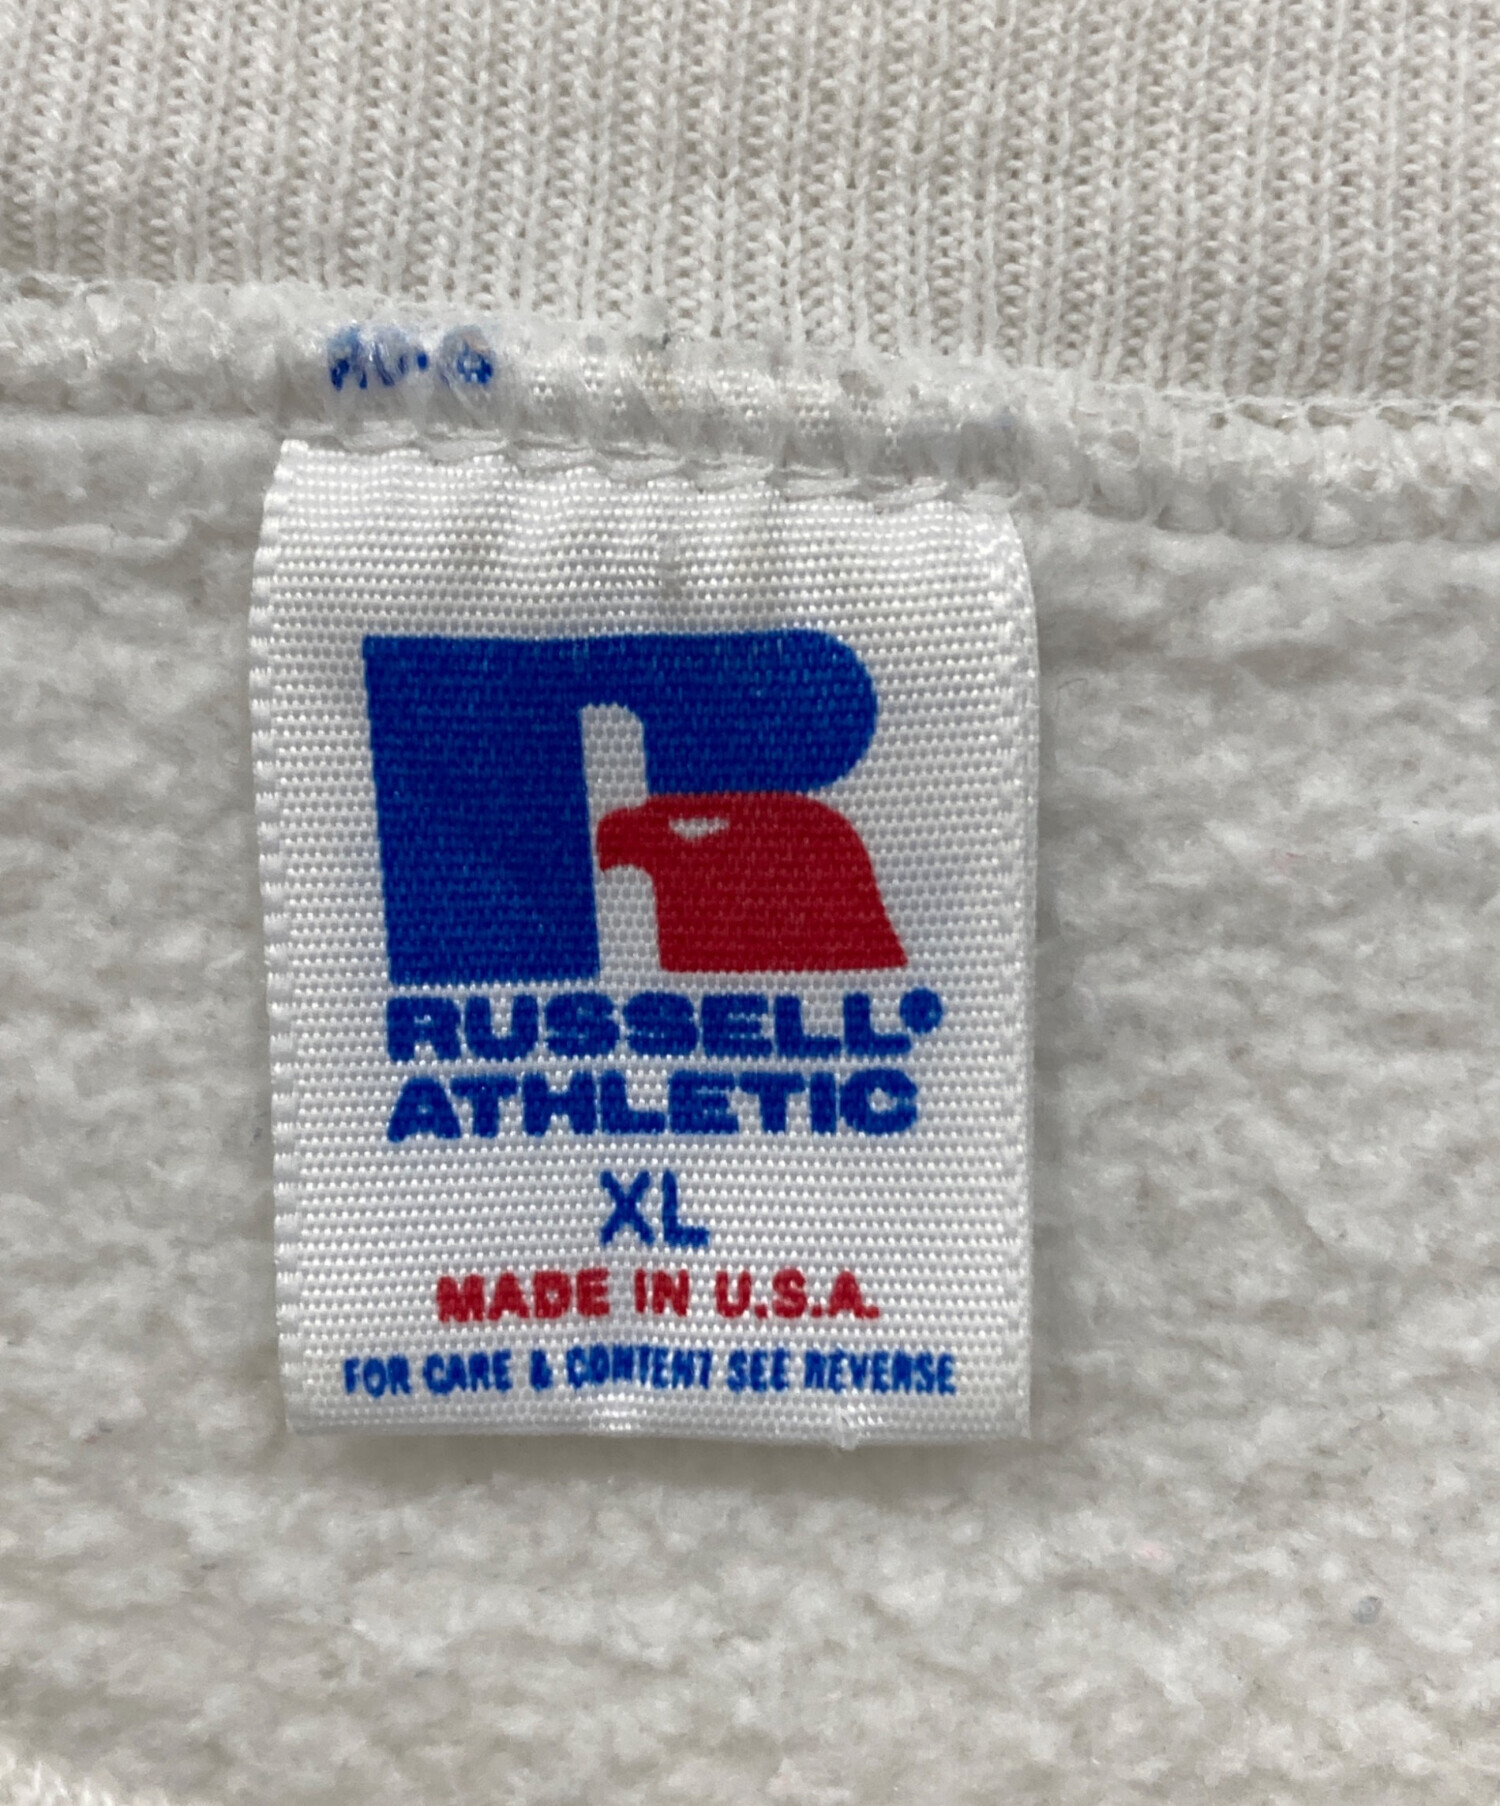 RUSSELL
ATHLETIC
XL
MADE IN U.S.A.
FOR CARE & CONTENT SEE REVERSE